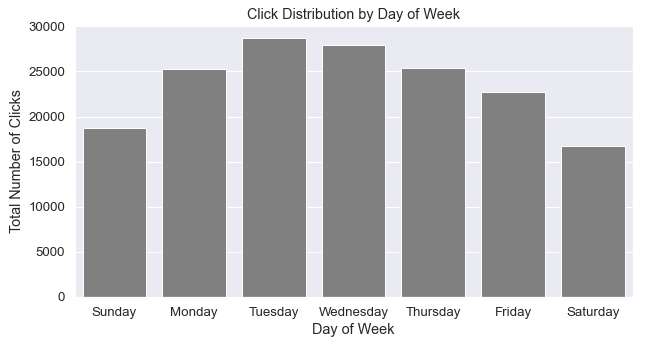 Click Distribution by Day of Week
30000
25000
20000
15000
10000
5000
0
Total Number of Clicks
Sunday Monday Tuesday Wednesday Thursday Friday Saturday
Day of Week